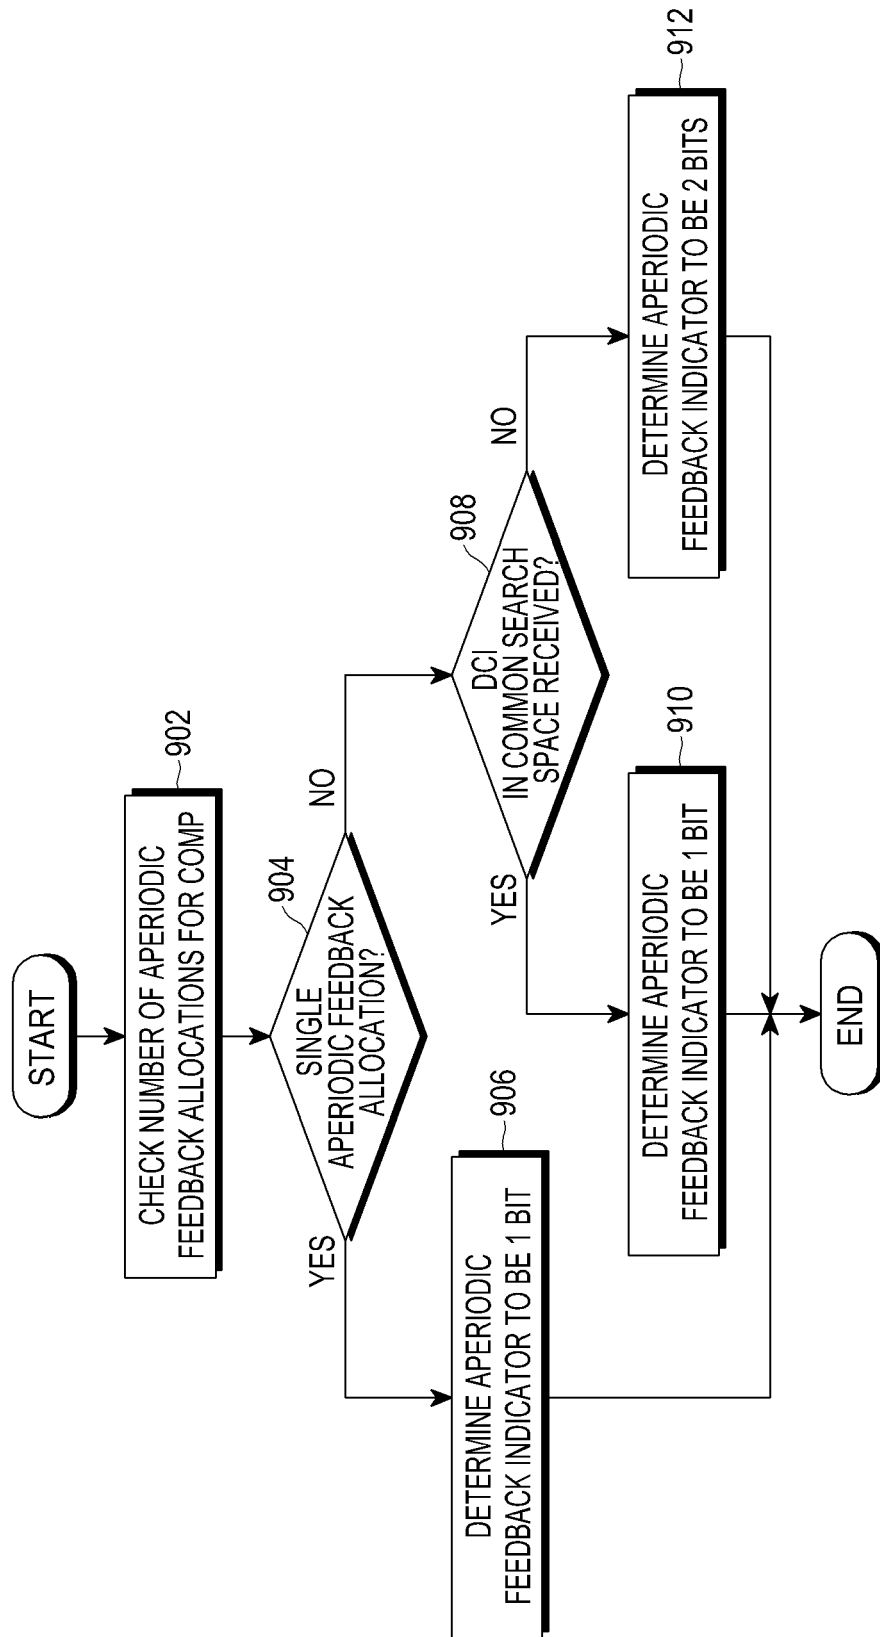 START
CHECK NUMBER OF APERIODIC
FEEDBACK ALLOCATIONS FOR COMP
902
SINGLE
APERIODIC FEEDBACK
ALLOCATION?
904
YES
NO
DETERMINE APERIODIC
FEEDBACK INDICATOR TO BE 1 BIT
906
DCI
IN COMMON SEARCH
SPACE RECEIVED?
908
YES
NO
DETERMINE APERIODIC
FEEDBACK INDICATOR TO BE 1 BIT
910
DETERMINE APERIODIC
FEEDBACK INDICATOR TO BE 2 BITS
912
END